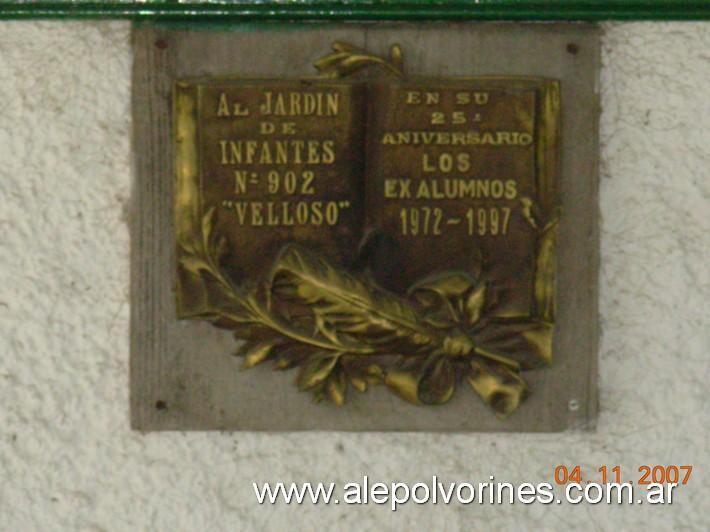 AL JARDIN
DE
INFANTES
Nº 902
"VELLOSO"
EN SU
25º
ANIVERSARIO
LOS
EX ALUMNOS
1972-1997
04.11.2007
www.alepolvorines.com.ar